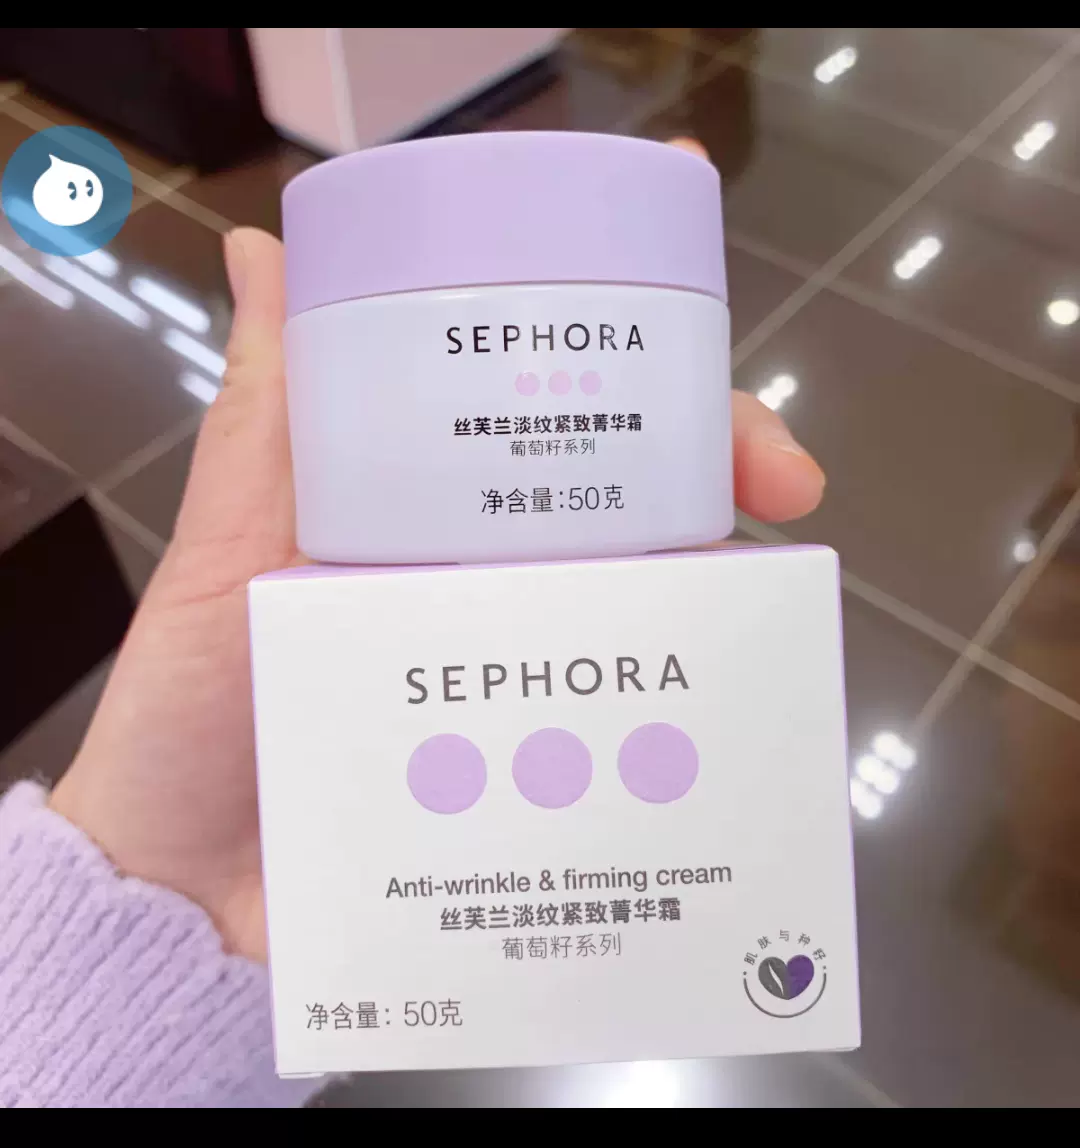 SEPHORA
丝芙兰淡纹紧致菁华霜
葡萄籽系列
净含量:50克
SEPHORA
Anti-wrinkle & firming cream
丝芙兰淡纹紧致菁华霜
葡萄籽系列
肌肤与种籽
净含量: 50克